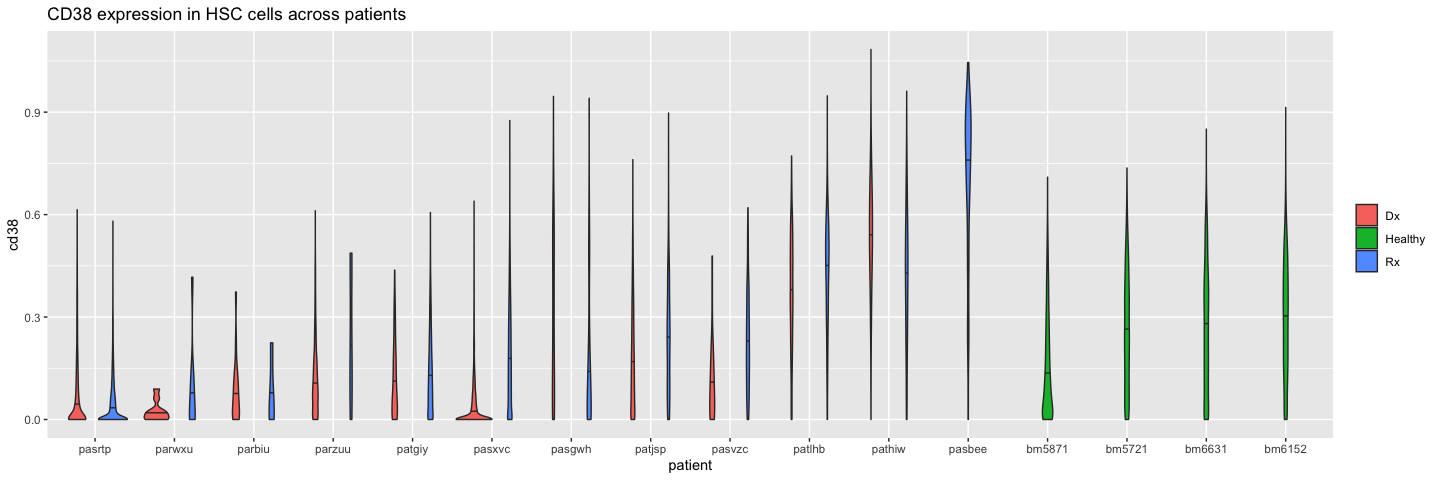 CD38 expression in HSC cells across patients
cd38
0.9
0.6
0.3
0.0
pasrtp parwxu parbiu parzuu patgiy pasxvc pasgwh patjsp pasvzc patlhb pathiw pasbee bm5871 bm5721 bm6631 bm6152
patient
Dx
Healthy
Rx